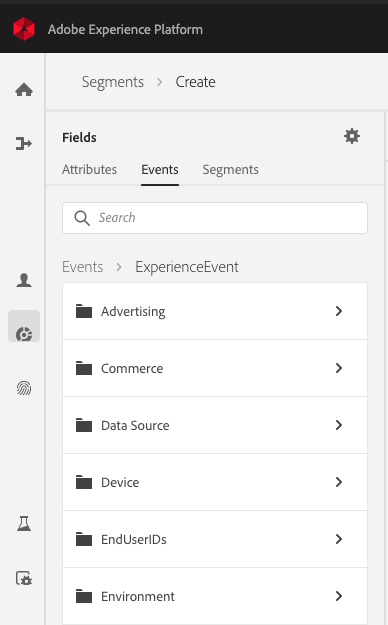 Adobe Experience Platform
Segments > Create
Fields
Attributes Events Segments
Search
Events > ExperienceEvent
Advertising
Commerce
Data Source
Device
EndUserIDs
Environment